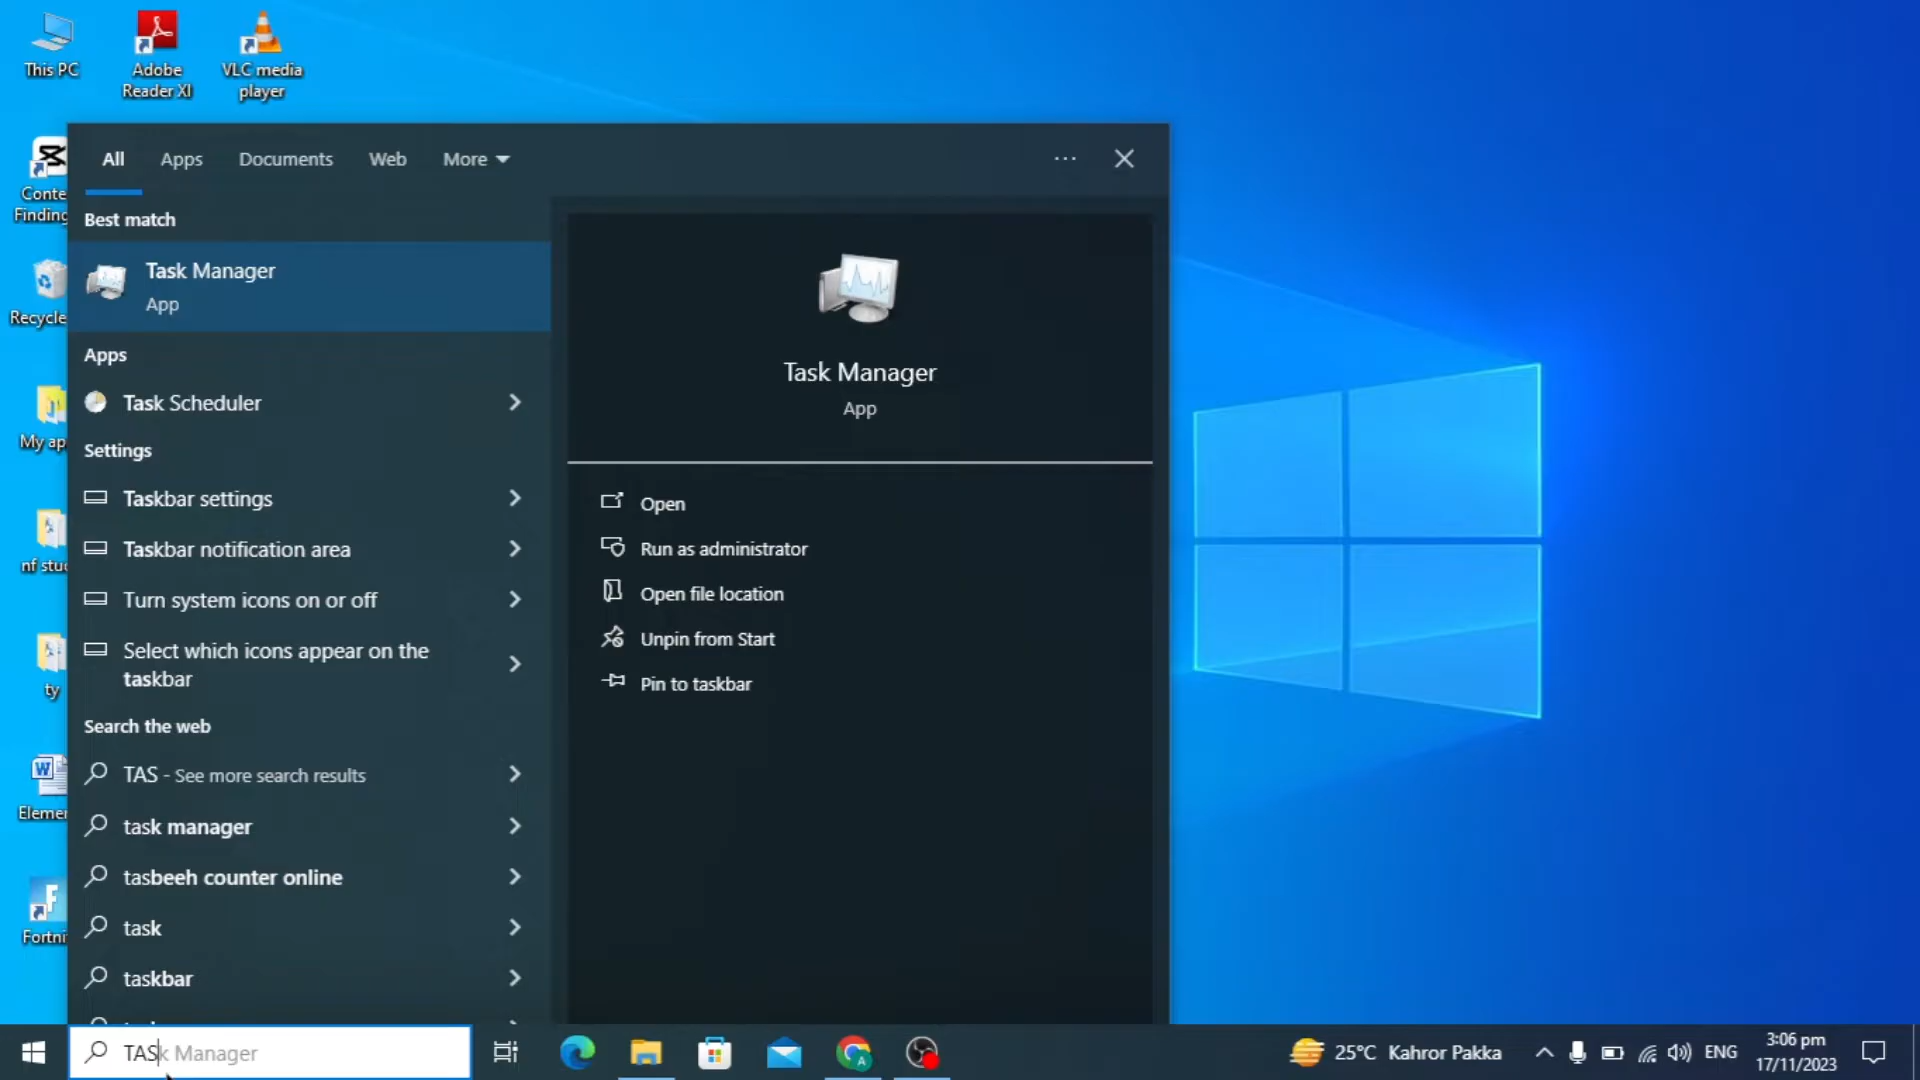 This PC
Adobe
Reader XI
VLC media
player
Conte
Finding
Recycle
My ap
nf stud
ty
Elemen
Fortni
All
Apps
Documents
Web
More
Best match
Task Manager
App
Apps
Task Scheduler
Settings
Taskbar settings
Taskbar notification area
Turn system icons on or off
Select which icons appear on the
taskbar
Search the web
TAS - See more search results
task manager
tasbeeh counter online
task
taskbar
Task Manager
App
Open
Run as administrator
Open file location
Unpin from Start
Pin to taskbar
TASk Manager
25°C Kahror Pakka
ENG
3:06 pm
17/11/2023